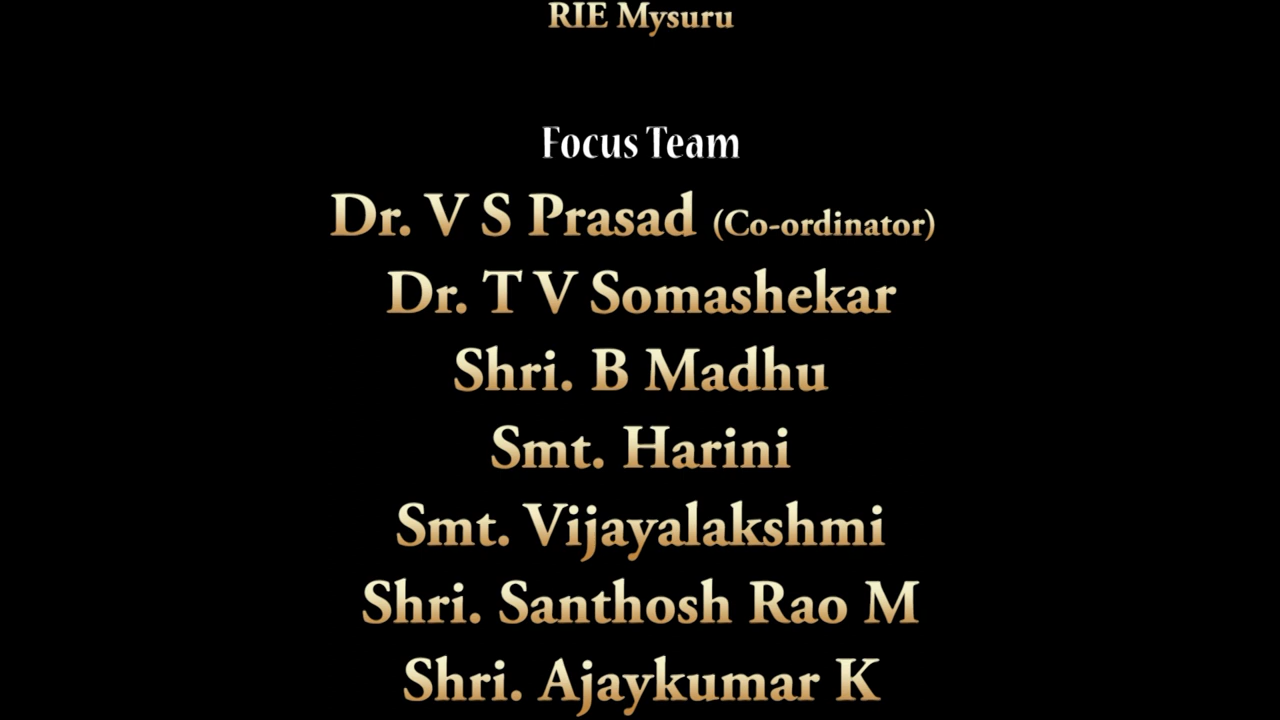 RIE Mysuru
Focus Team
Dr. V S Prasad (Co-ordinator)
Dr. T V Somashekar
Shri. B Madhu
Smt. Harini
Smt. Vijayalakshmi
Shri. Santhosh Rao M
Shri. Ajaykumar K